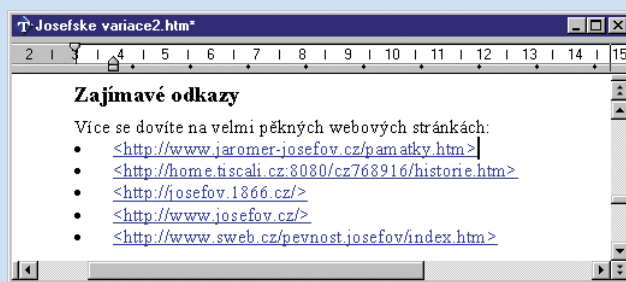 Josefske variace2.htm*
2 3 4 5 6 7 8 9 10 11 12 13 14 15
Zajímavé odkazy
Více se dovíte na velmi pěkných webových stránkách:
• <http://www.jaromer-josefov.cz/pamatky.htm>
• <http://home.tiscali.cz:8080/cz768916/historie.htm>
• <http://josefov.1866.cz/>
• <http://www.josefov.cz/>
• <http://www.sweb.cz/pevnost.josefov/index.htm>